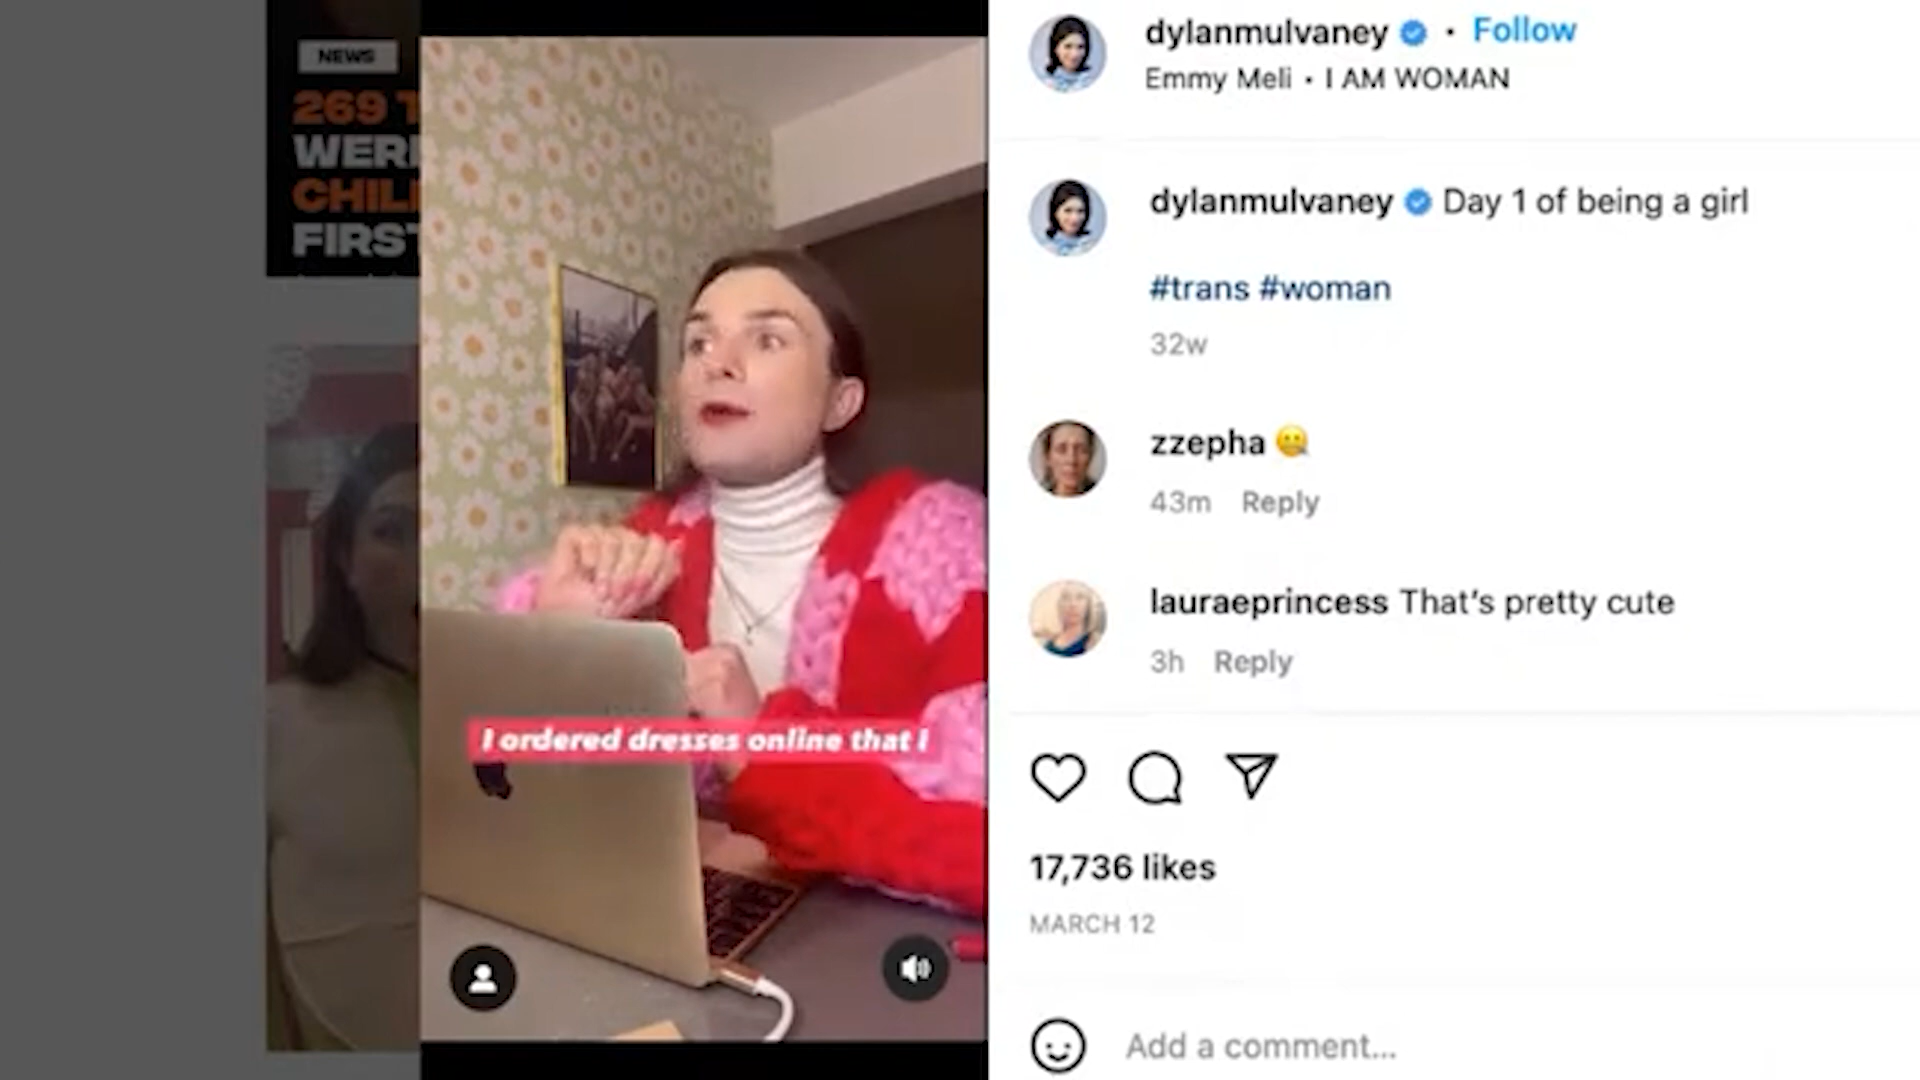 NEWS
269
WERE
CHIL
FIRST
I ordered dresses online that I
dylanmulvaney • Follow
Emmy Meli • I AM WOMAN
dylanmulvaney Day 1 of being a girl
#trans #woman
32w
zzepha 🤐
43m Reply
lauraeprincess That's pretty cute
3h Reply
17,736 likes
MARCH 12
Add a comment...